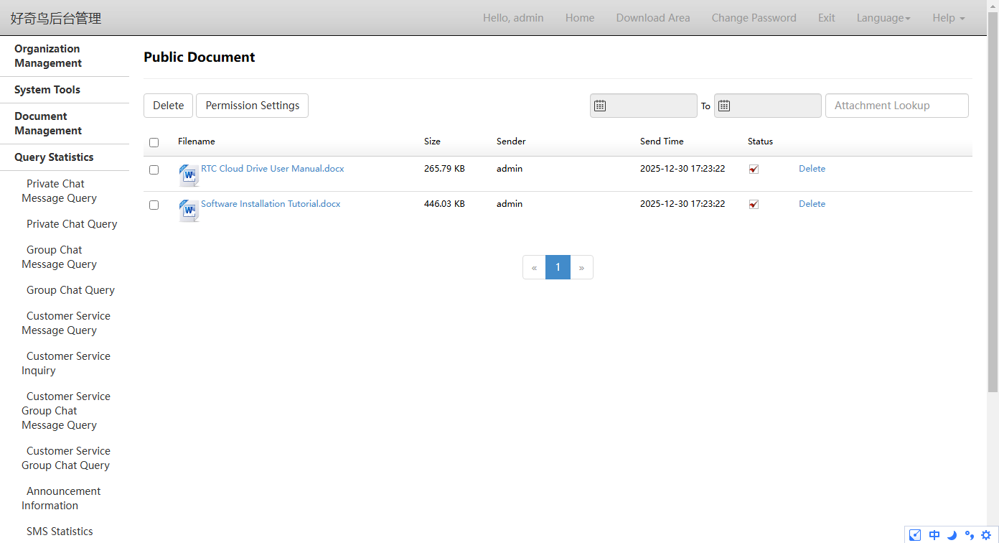 好奇鸟后台管理
Hello, admin
Home
Download Area
Change Password
Exit
Language
Help
Organization
Management
System Tools
Document
Management
Query Statistics
Private Chat
Message Query
Private Chat Query
Group Chat
Message Query
Group Chat Query
Customer Service
Message Query
Customer Service
Inquiry
Customer Service
Group Chat
Message Query
Customer Service
Group Chat Query
Announcement
Information
SMS Statistics
Public Document
Delete
Permission Settings
To
Attachment Lookup
Filename
Size
Sender
Send Time
Status
RTC Cloud Drive User Manual.docx
265.79 KB
admin
2025-12-30 17:23:22
Delete
Software Installation Tutorial.docx
446.03 KB
admin
2025-12-30 17:23:22
Delete
«
1
»
中